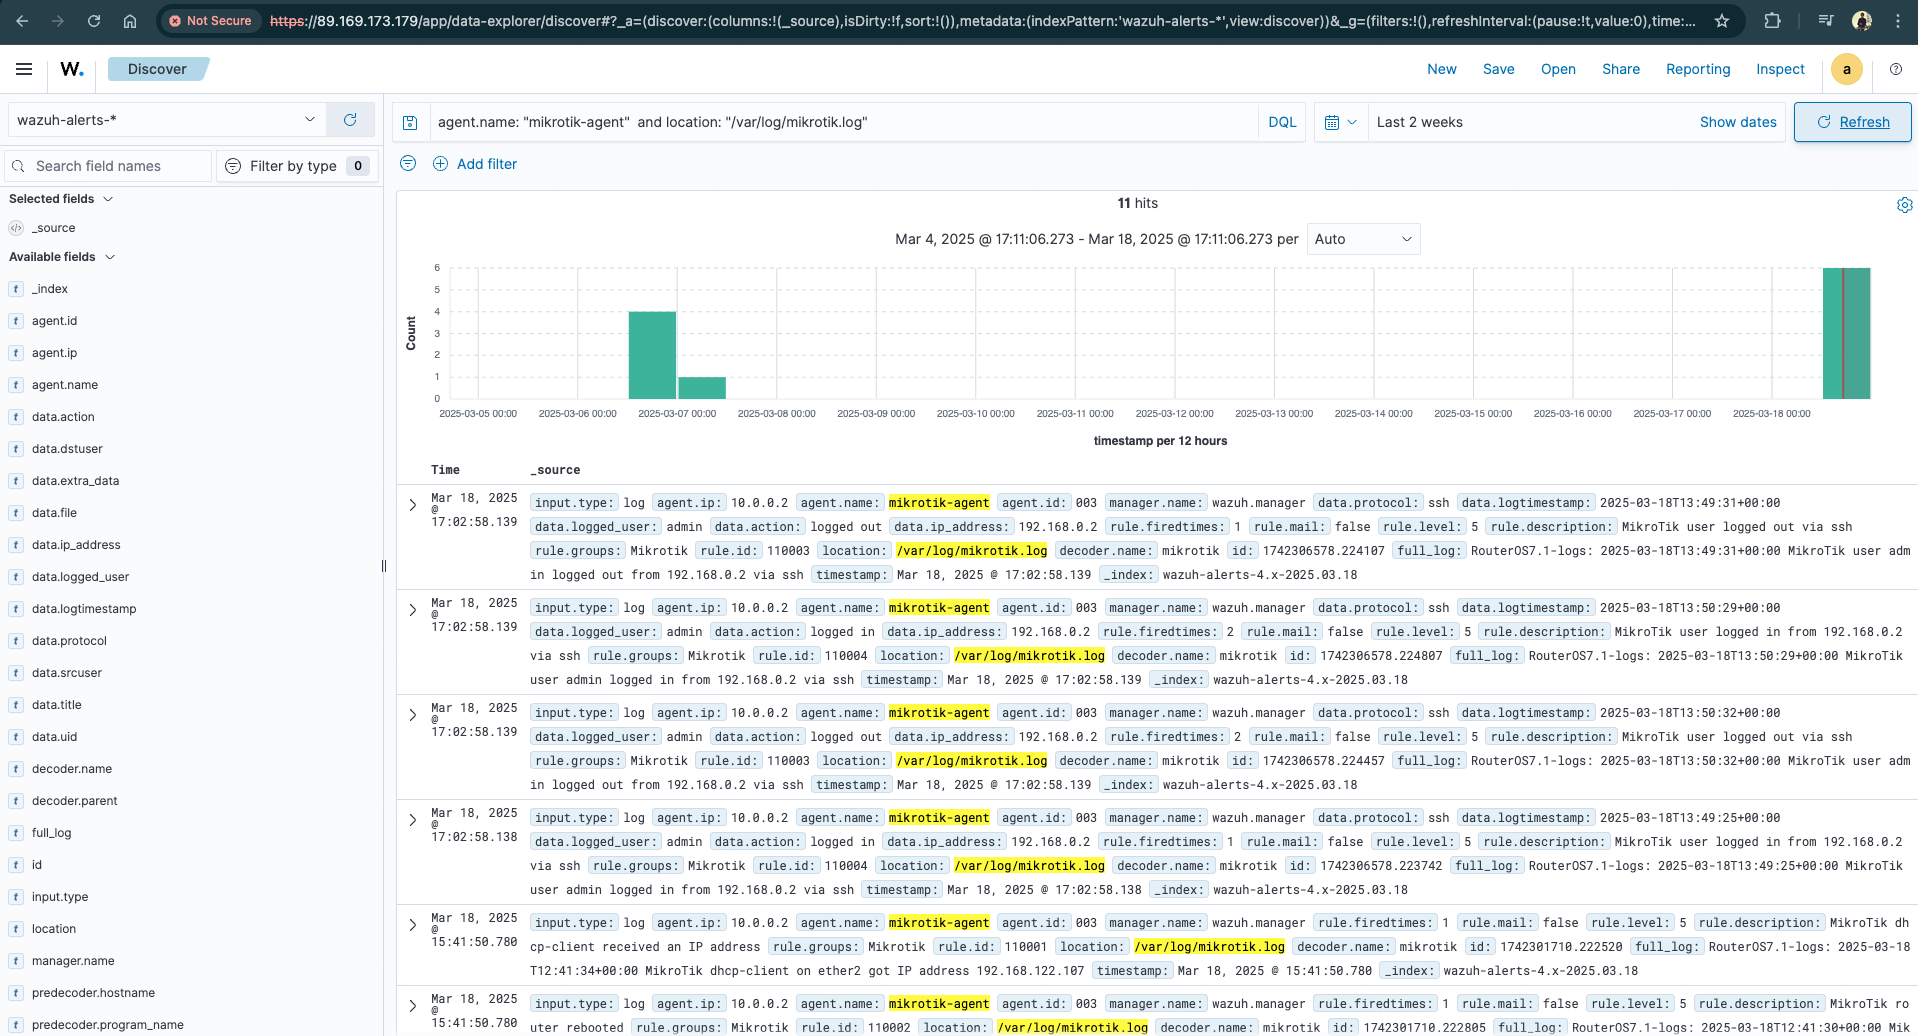 Not Secure https://89.169.173.179/app/data-explorer/discover#?_a=(discover:(columns:!(_source),isDirty:!f,sort:!()),metadata:(indexPattern:'wazuh-alerts-*',view:discover))&_g=(filters:!(),refreshInterval:(pause:!t,value:0),time:...
W. Discover New Save Open Share Reporting Inspect a
wazuh-alerts-*
agent.name: "mikrotik-agent" and location: "/var/log/mikrotik.log" DQL Last 2 weeks Show dates Refresh
Search field names Filter by type 0
Add filter
Selected fields
_source
Available fields
_index
agent.id
agent.ip
agent.name
data.action
data.dstuser
data.extra_data
data.file
data.ip_address
data.logged_user
data.logtimestamp
data.protocol
data.srcuser
data.title
data.uid
decoder.name
decoder.parent
full_log
id
input.type
location
manager.name
predecoder.hostname
predecoder.program_name
11 hits
Mar 4, 2025 @ 17:11:06.273 - Mar 18, 2025 @ 17:11:06.273 per Auto
Count
6
5
4
3
2
1
0
2025-03-05 00:00 2025-03-06 00:00 2025-03-07 00:00 2025-03-08 00:00 2025-03-09 00:00 2025-03-10 00:00 2025-03-11 00:00 2025-03-12 00:00 2025-03-13 00:00 2025-03-14 00:00 2025-03-15 00:00 2025-03-16 00:00 2025-03-17 00:00 2025-03-18 00:00
timestamp per 12 hours
Time _source
Mar 18, 2025
@
17:02:58.139
input.type: log agent.ip: 10.0.0.2 agent.name: mikrotik-agent agent.id: 003 manager.name: wazuh.manager data.protocol: ssh data.logtimestamp: 2025-03-18T13:49:31+00:00
data.logged_user: admin data.action: logged out data.ip_address: 192.168.0.2 rule.firedtimes: 1 rule.mail: false rule.level: 5 rule.description: MikroTik user logged out via ssh
rule.groups: Mikrotik rule.id: 110003 location: /var/log/mikrotik.log decoder.name: mikrotik id: 1742306578.224107 full_log: RouterOS7.1-logs: 2025-03-18T13:49:31+00:00 MikroTik user adm
in logged out from 192.168.0.2 via ssh timestamp: Mar 18, 2025 @ 17:02:58.139 _index: wazuh-alerts-4.x-2025.03.18
Mar 18, 2025
@
17:02:58.139
input.type: log agent.ip: 10.0.0.2 agent.name: mikrotik-agent agent.id: 003 manager.name: wazuh.manager data.protocol: ssh data.logtimestamp: 2025-03-18T13:50:29+00:00
data.logged_user: admin data.action: logged in data.ip_address: 192.168.0.2 rule.firedtimes: 2 rule.mail: false rule.level: 5 rule.description: MikroTik user logged in from 192.168.0.2
via ssh rule.groups: Mikrotik rule.id: 110004 location: /var/log/mikrotik.log decoder.name: mikrotik id: 1742306578.224807 full_log: RouterOS7.1-logs: 2025-03-18T13:50:29+00:00 MikroTik
user admin logged in from 192.168.0.2 via ssh timestamp: Mar 18, 2025 @ 17:02:58.139 _index: wazuh-alerts-4.x-2025.03.18
Mar 18, 2025
@
17:02:58.139
input.type: log agent.ip: 10.0.0.2 agent.name: mikrotik-agent agent.id: 003 manager.name: wazuh.manager data.protocol: ssh data.logtimestamp: 2025-03-18T13:50:32+00:00
data.logged_user: admin data.action: logged out data.ip_address: 192.168.0.2 rule.firedtimes: 2 rule.mail: false rule.level: 5 rule.description: MikroTik user logged out via ssh
rule.groups: Mikrotik rule.id: 110003 location: /var/log/mikrotik.log decoder.name: mikrotik id: 1742306578.224457 full_log: RouterOS7.1-logs: 2025-03-18T13:50:32+00:00 MikroTik user adm
in logged out from 192.168.0.2 via ssh timestamp: Mar 18, 2025 @ 17:02:58.139 _index: wazuh-alerts-4.x-2025.03.18
Mar 18, 2025
@
17:02:58.138
input.type: log agent.ip: 10.0.0.2 agent.name: mikrotik-agent agent.id: 003 manager.name: wazuh.manager data.protocol: ssh data.logtimestamp: 2025-03-18T13:49:25+00:00
data.logged_user: admin data.action: logged in data.ip_address: 192.168.0.2 rule.firedtimes: 1 rule.mail: false rule.level: 5 rule.description: MikroTik user logged in from 192.168.0.2
via ssh rule.groups: Mikrotik rule.id: 110004 location: /var/log/mikrotik.log decoder.name: mikrotik id: 1742306578.223742 full_log: RouterOS7.1-logs: 2025-03-18T13:49:25+00:00 MikroTik
user admin logged in from 192.168.0.2 via ssh timestamp: Mar 18, 2025 @ 17:02:58.138 _index: wazuh-alerts-4.x-2025.03.18
Mar 18, 2025
@
15:41:50.780
input.type: log agent.ip: 10.0.0.2 agent.name: mikrotik-agent agent.id: 003 manager.name: wazuh.manager rule.firedtimes: 1 rule.mail: false rule.level: 5 rule.description: MikroTik dh
cp-client received an IP address rule.groups: Mikrotik rule.id: 110001 location: /var/log/mikrotik.log decoder.name: mikrotik id: 1742301710.222520 full_log: RouterOS7.1-logs: 2025-03-18
T12:41:34+00:00 MikroTik dhcp-client on ether2 got IP address 192.168.122.107 timestamp: Mar 18, 2025 @ 15:41:50.780 _index: wazuh-alerts-4.x-2025.03.18
Mar 18, 2025
@
15:41:50.780
input.type: log agent.ip: 10.0.0.2 agent.name: mikrotik-agent agent.id: 003 manager.name: wazuh.manager rule.firedtimes: 1 rule.mail: false rule.level: 5 rule.description: MikroTik ro
uter rebooted rule.groups: Mikrotik rule.id: 110002 location: /var/log/mikrotik.log decoder.name: mikrotik id: 1742301710.222805 full_log: RouterOS7.1-logs: 2025-03-18T12:41:30+00:00 Mik